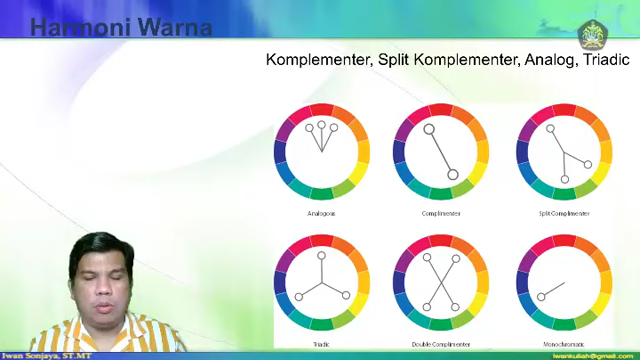 Harmoni Warna
Komplementer, Split Komplementer, Analog, Triadic
Analogous
Complimenter
Split Complimenter
Triadic
Double Complimenter
Monochromatic
Iwan Sonjaya, ST.MT
Iwankuliah@gmail.com